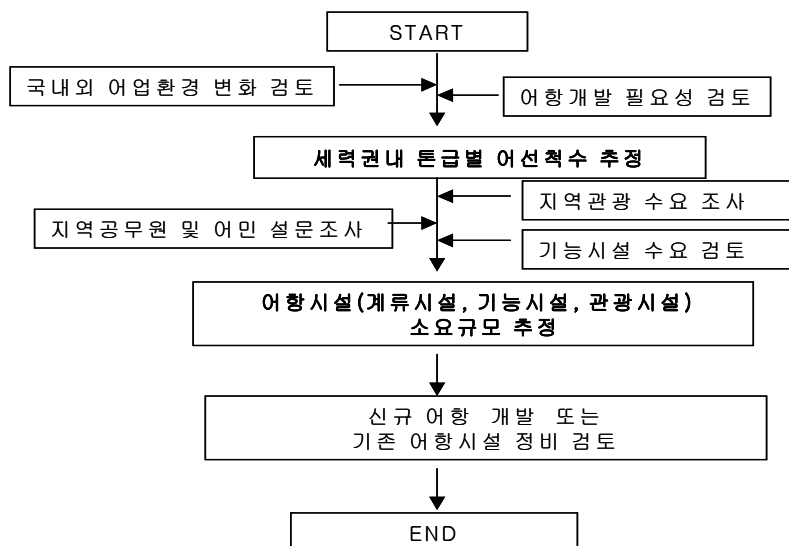 START
국내외 어업환경 변화 검토
어항개발 필요성 검토
세력권내 톤급별 어선척수 추정
지역관광 수요 조사
지역공무원 및 어민 설문조사
기능시설 수요 검토
어항시설(계류시설, 기능시설, 관광시설)
소요규모 추정
신규 어항 개발 또는
기존 어항시설 정비 검토
END